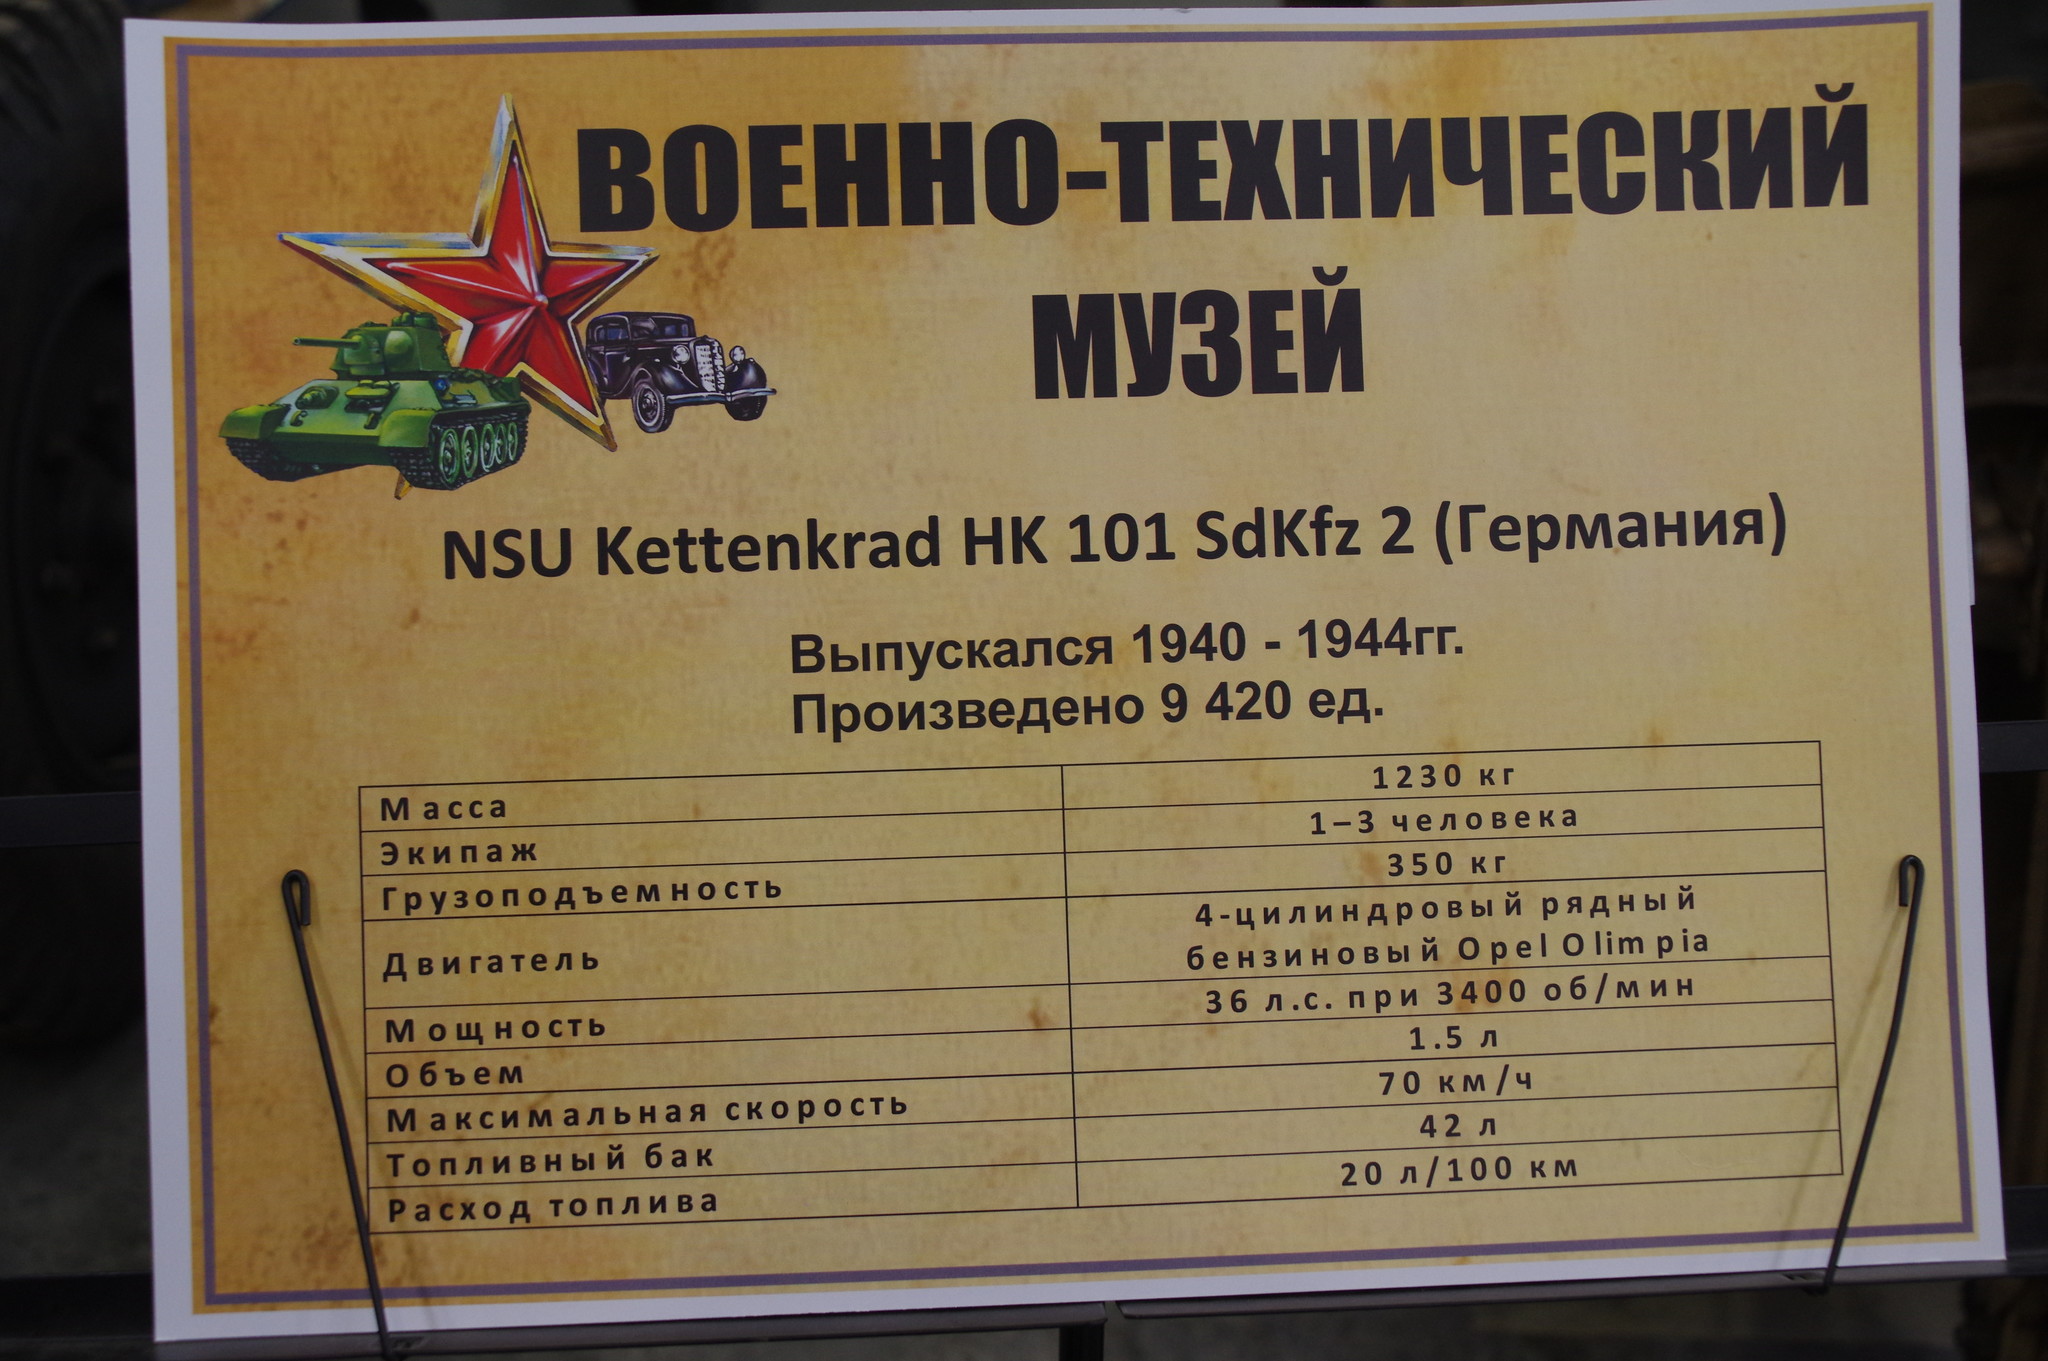 ВОЕННО-ТЕХНИЧЕСКИЙ
МУЗЕЙ
NSU Kettenkrad HK 101 SdKfz 2 (Германия)
Выпускался 1940 - 1944гг.
Произведено 9 420 ед.
Масса 1230 кг
Экипаж 1–3 человека
Грузоподъемность 350 кг
Двигатель 4-цилиндровый рядный
бензиновый Opel Olimpia
Мощность 36 л.с. при 3400 об/мин
Объем 1.5 л
Максимальная скорость 70 км/ч
Топливный бак 42 л
Расход топлива 20 л/100 км